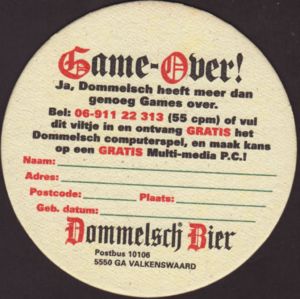 Game-Over!
Ja, Dommelsch heeft meer dan
genoeg Games over.
Bel: 06-911 22 313 (55 cpm) of vul
dit viltje in en ontvang GRATIS het
Dommelsch computerspel, en maak kans
op een GRATIS Multi-media P.C.!
Naam:
Adres:
Postcode: Plaats:
Geb. datum:
Dommelsch Bier
Postbus 10106
5550 GA VALKENSWAARD